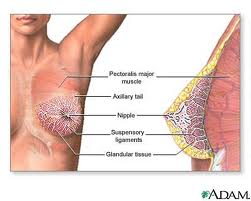 Pectoralis major
muscle
Axillary tail
Nipple
Suspensory
ligaments
Glandular tissue
ADAM.